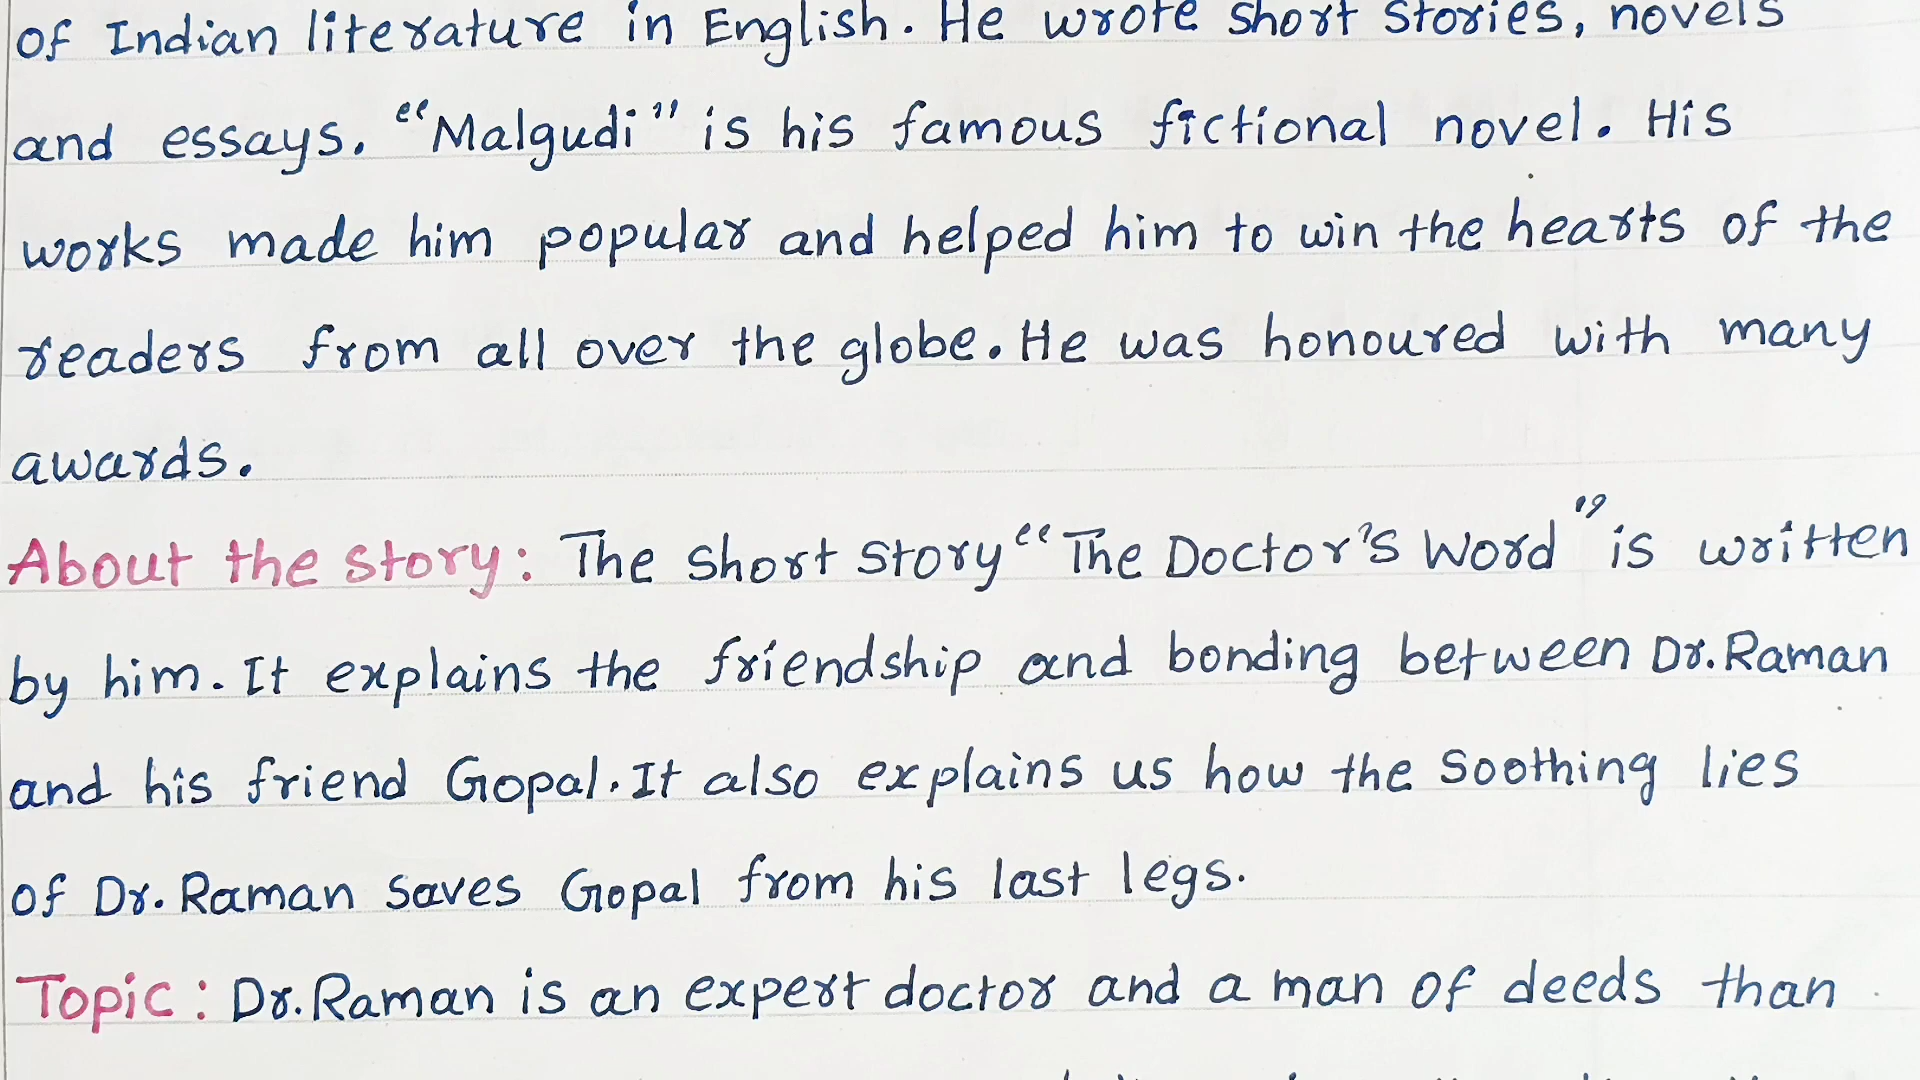 of Indian literature in English. He wrote short stories, novels
and essays. "Malgudi" is his famous fictional novel. His
works made him popular and helped him to win the hearts of the
readers from all over the globe. He was honoured with many
awards.
About the story: The short story "The Doctor's Word" is written
by him. It explains the friendship and bonding between Dr. Raman
and his friend Gopal. It also explains us how the soothing lies
of Dr. Raman saves Gopal from his last legs.
Topic: Dr. Raman is an expert doctor and a man of deeds than